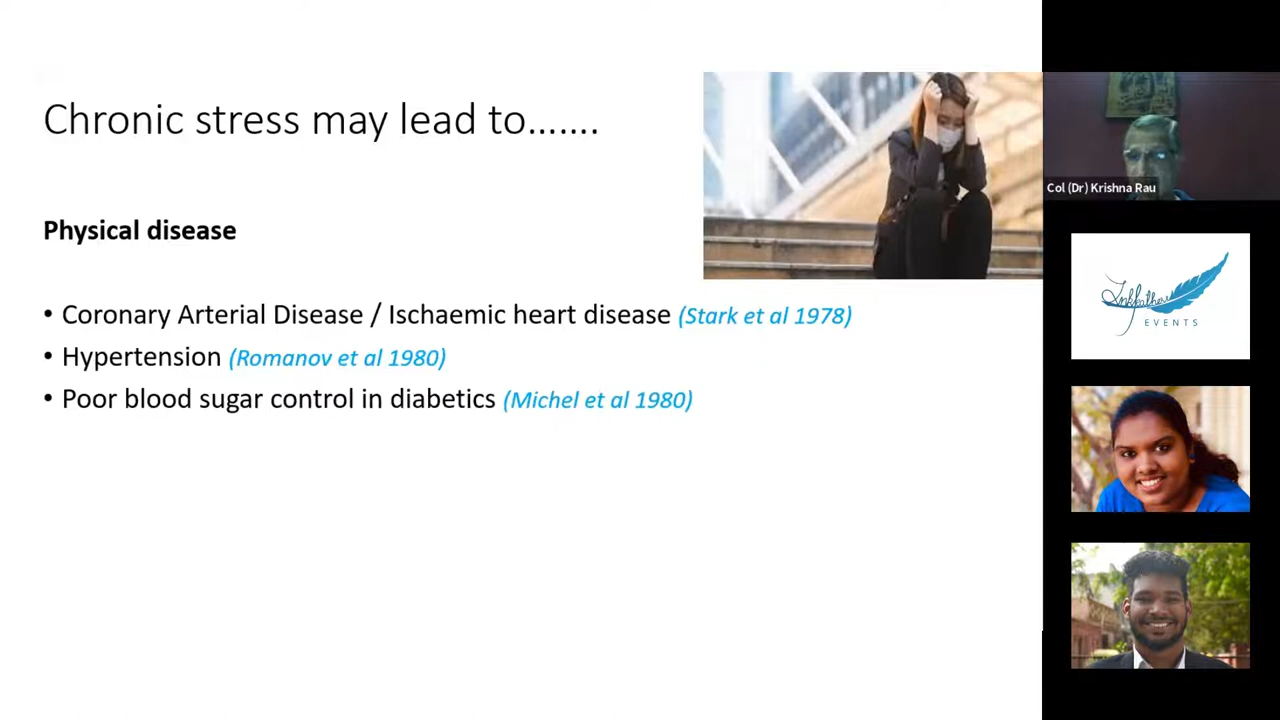 Chronic stress may lead to.......
Physical disease
• Coronary Arterial Disease / Ischaemic heart disease (Stark et al 1978)
• Hypertension (Romanov et al 1980)
• Poor blood sugar control in diabetics (Michel et al 1980)
Col (Dr) Krishna Rau
Inkfeathers
EVENTS